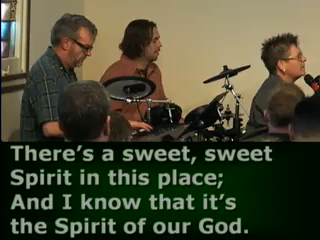 There's a sweet, sweet
Spirit in this place;
And I know that it's
the Spirit of our God.